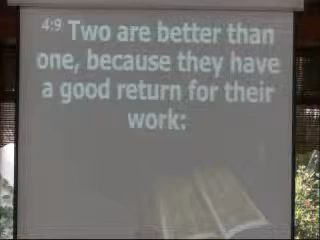 4:9 Two are better than
one, because they have
a good return for their
work: